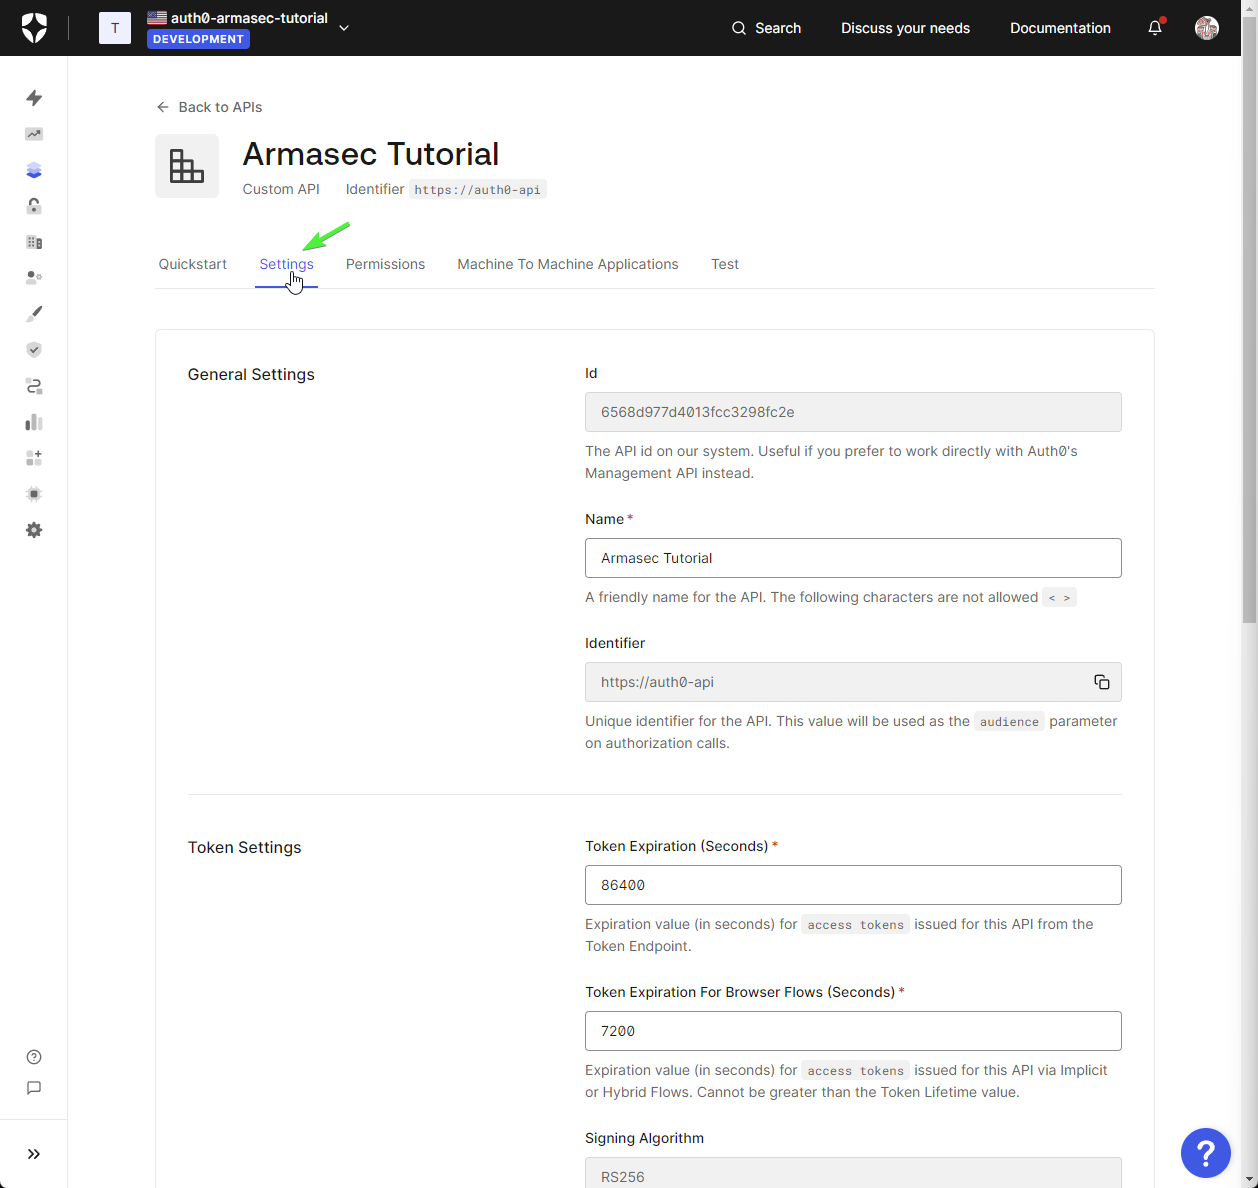 T
auth0-armasec-tutorial
DEVELOPMENT
Search
Discuss your needs
Documentation
Back to APIs
Armasec Tutorial
Custom API
Identifier https://auth0-api
Quickstart
Settings
Permissions
Machine To Machine Applications
Test
General Settings
Id
6568d977d4013fcc3298fc2e
The API id on our system. Useful if you prefer to work directly with Auth0's
Management API instead.
Name *
Armasec Tutorial
A friendly name for the API. The following characters are not allowed < >
Identifier
https://auth0-api
Unique identifier for the API. This value will be used as the audience parameter
on authorization calls.
Token Settings
Token Expiration (Seconds) *
86400
Expiration value (in seconds) for access tokens issued for this API from the
Token Endpoint.
Token Expiration For Browser Flows (Seconds) *
7200
Expiration value (in seconds) for access tokens issued for this API via Implicit
or Hybrid Flows. Cannot be greater than the Token Lifetime value.
Signing Algorithm
RS256
?